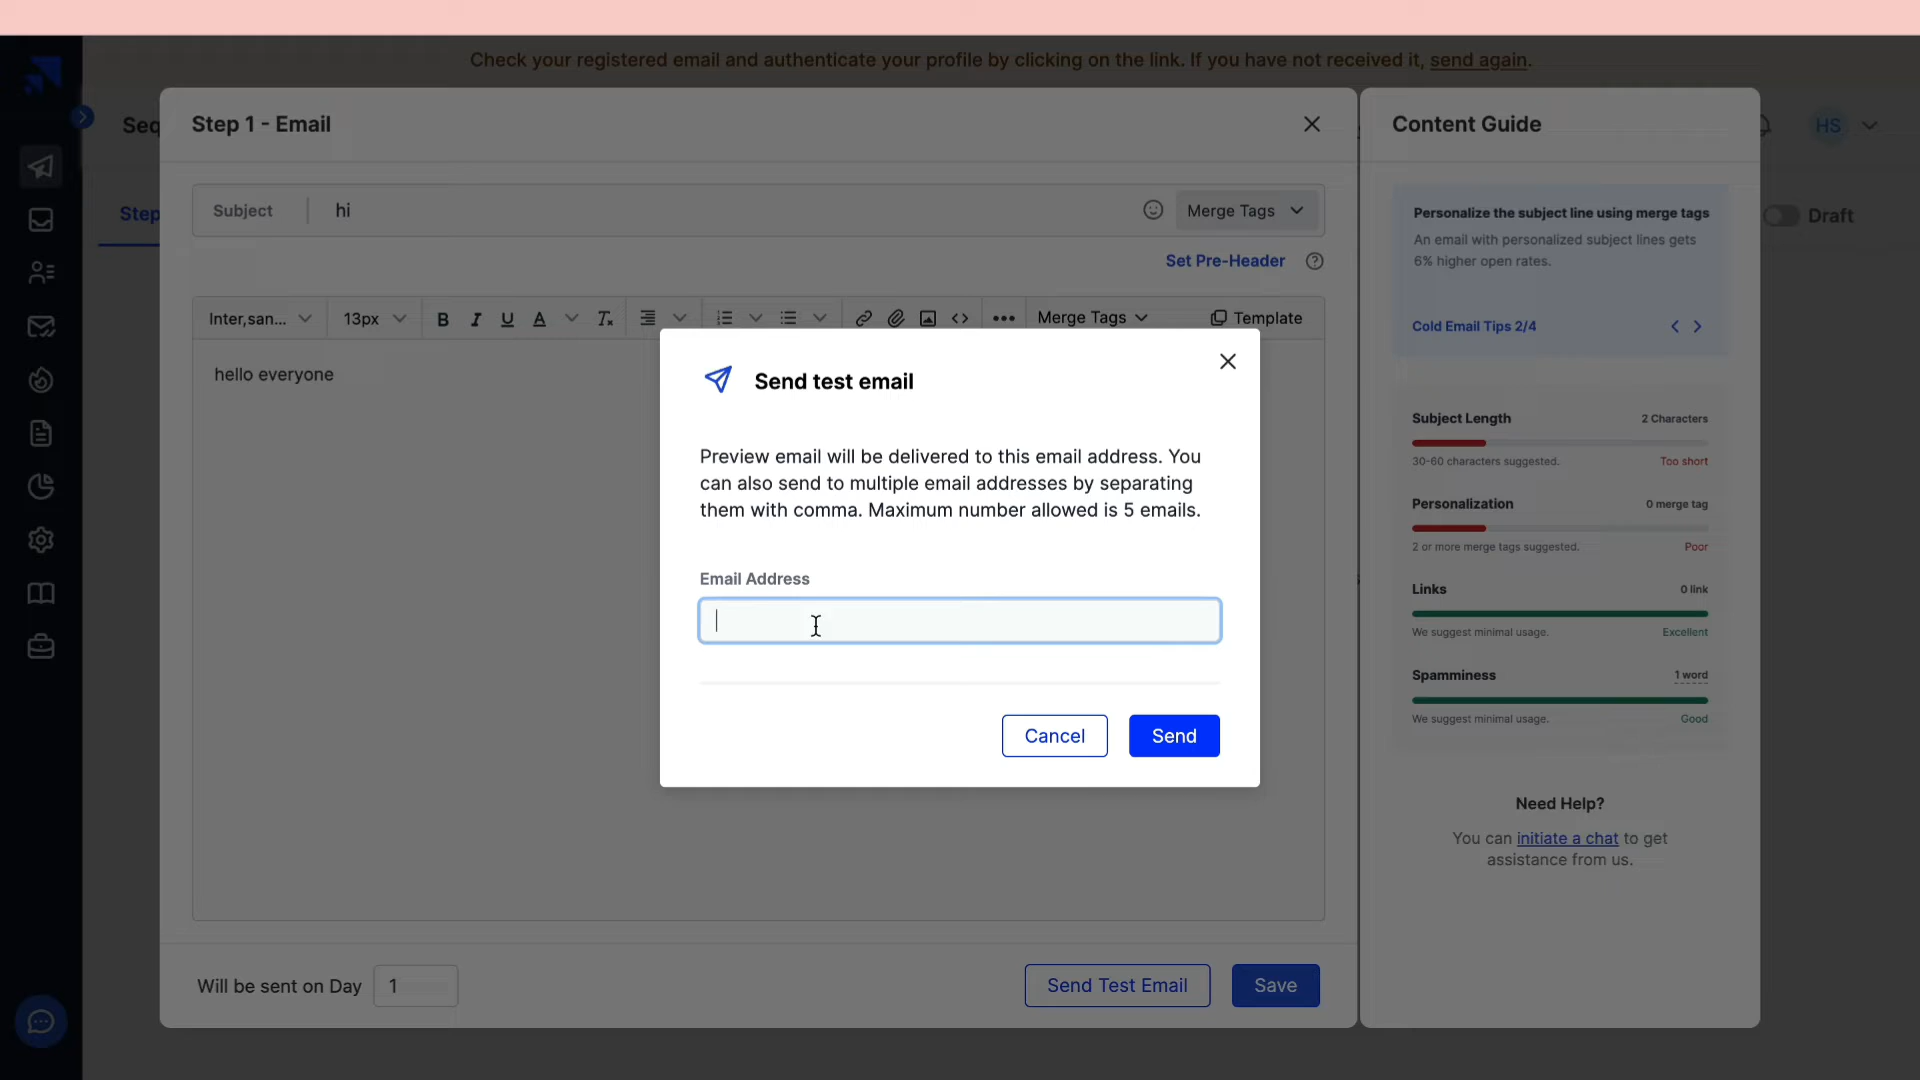 Check your registered email and authenticate your profile by clicking on the link. If you have not received it, send again.
Seq
Step 1 - Email
Content Guide
HS
Step
Subject
hi
Merge Tags
Draft
Set Pre-Header
Personalize the subject line using merge tags
An email with personalized subject lines gets
6% higher open rates.
Cold Email Tips 2/4
Inter,san...
13px
Merge Tags
Template
hello everyone
Send test email
Preview email will be delivered to this email address. You
can also send to multiple email addresses by separating
them with comma. Maximum number allowed is 5 emails.
Email Address
Cancel
Send
Subject Length
2 Characters
30-60 characters suggested.
Too short
Personalization
0 merge tag
2 or more merge tags suggested.
Poor
Links
0 link
We suggest minimal usage.
Excellent
Spamminess
1 word
We suggest minimal usage.
Good
Need Help?
You can initiate a chat to get
assistance from us.
Will be sent on Day
1
Send Test Email
Save